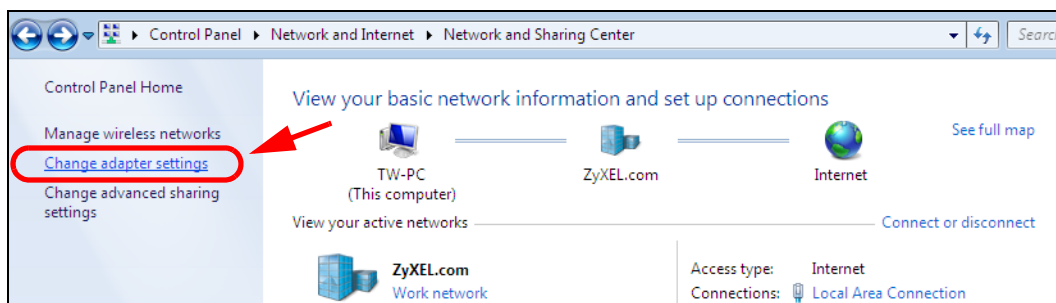 Control Panel ▸ Network and Internet ▸ Network and Sharing Center
Control Panel Home
Manage wireless networks
Change adapter settings
Change advanced sharing
settings
View your basic network information and set up connections
See full map
TW-PC
(This computer)
ZyXEL.com
Internet
View your active networks
Connect or disconnect
ZyXEL.com
Work network
Access type: Internet
Connections: Local Area Connection